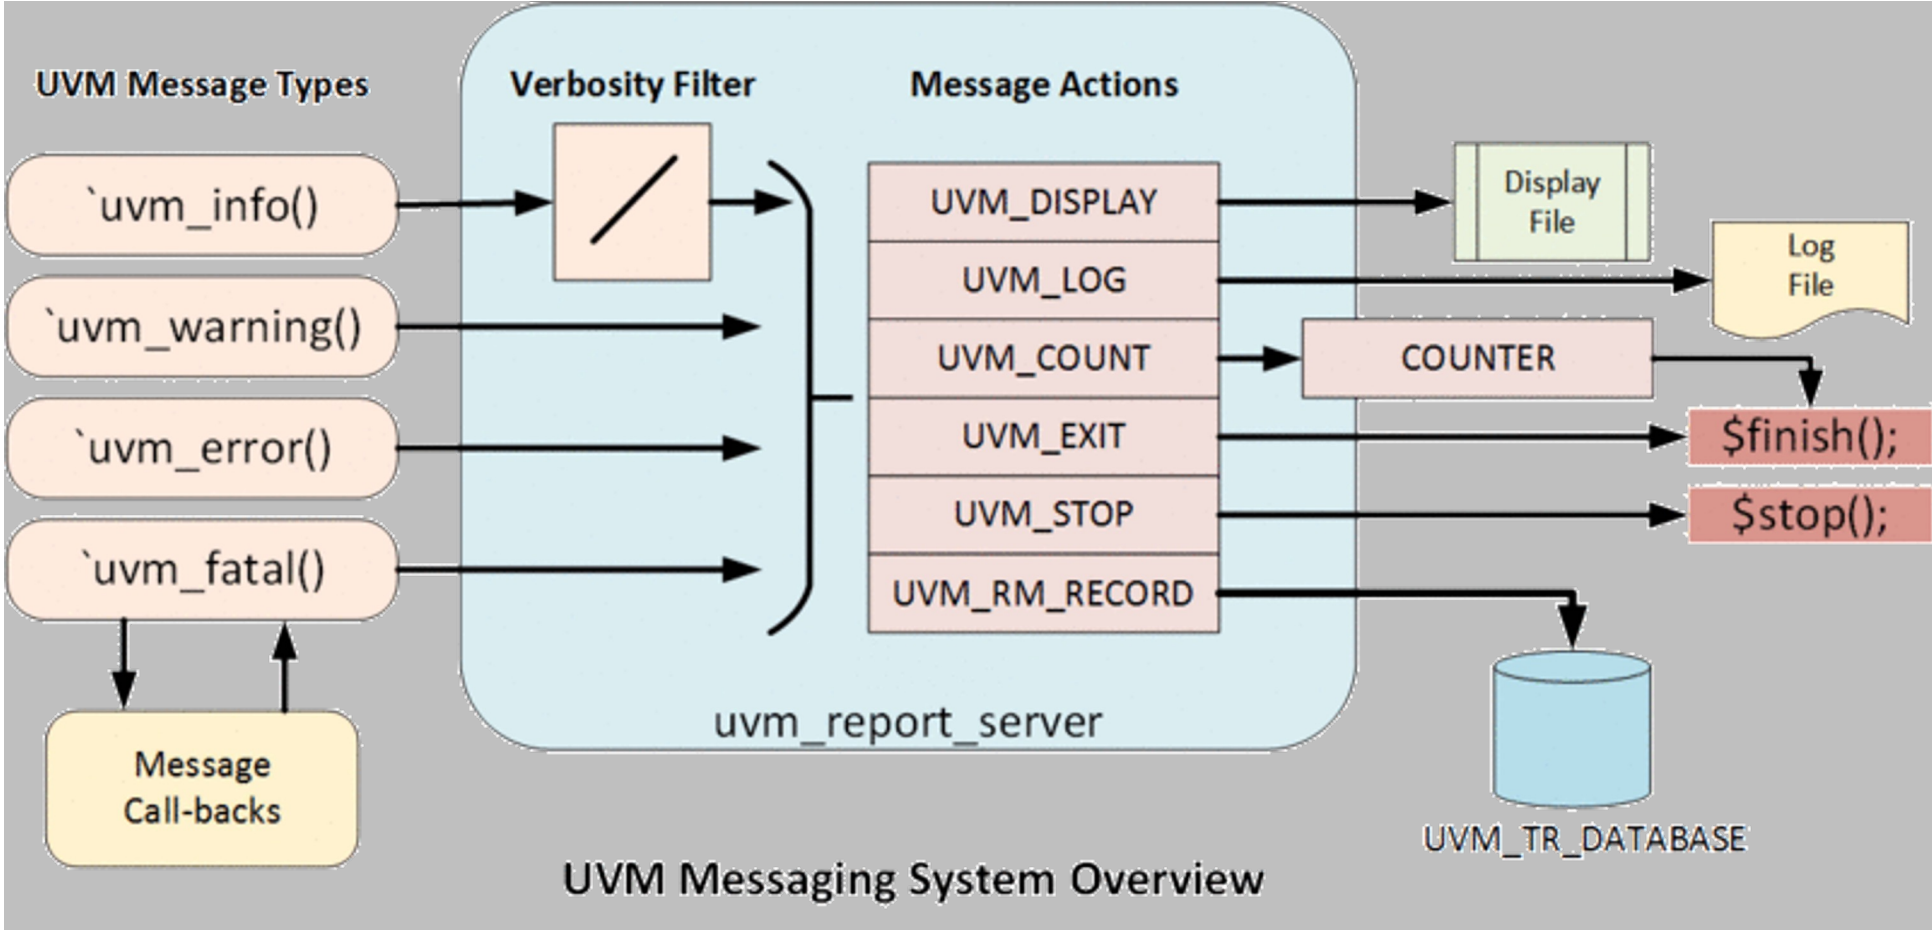 UVM Message Types
Verbosity Filter
Message Actions
`uvm_info()
`uvm_warning()
`uvm_error()
`uvm_fatal()
Message
Call-backs
UVM_DISPLAY
UVM_LOG
UVM_COUNT
UVM_EXIT
UVM_STOP
UVM_RM_RECORD
uvm_report_server
Display
File
Log
File
COUNTER
$finish();
$stop();
UVM_TR_DATABASE
UVM Messaging System Overview